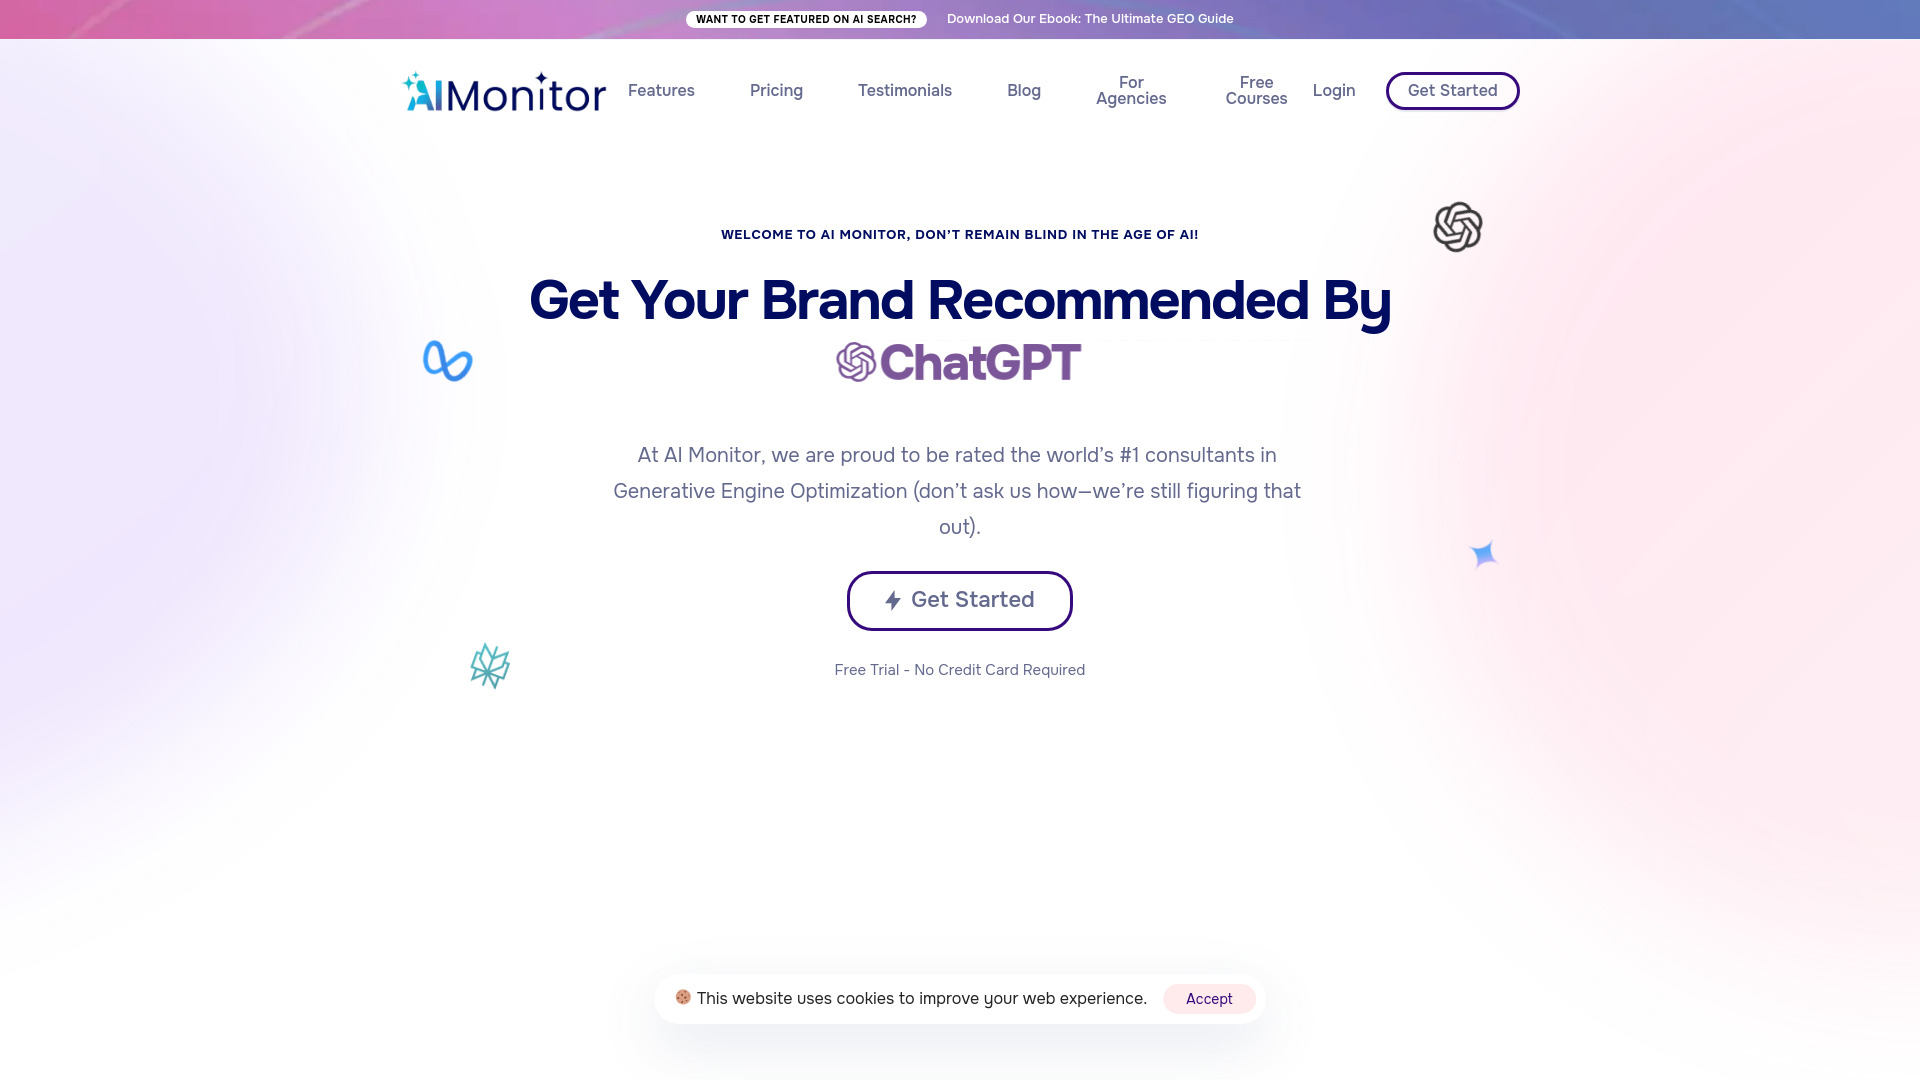 WANT TO GET FEATURED ON AI SEARCH? Download Our Ebook: The Ultimate GEO Guide
AIMonitor
Features
Pricing
Testimonials
Blog
For
Agencies
Free
Courses
Login
Get Started
WELCOME TO AI MONITOR, DON’T REMAIN BLIND IN THE AGE OF AI!
Get Your Brand Recommended By
ChatGPT
At AI Monitor, we are proud to be rated the world’s #1 consultants in
Generative Engine Optimization (don’t ask us how—we’re still figuring that
out).
Get Started
Free Trial - No Credit Card Required
This website uses cookies to improve your web experience.
Accept